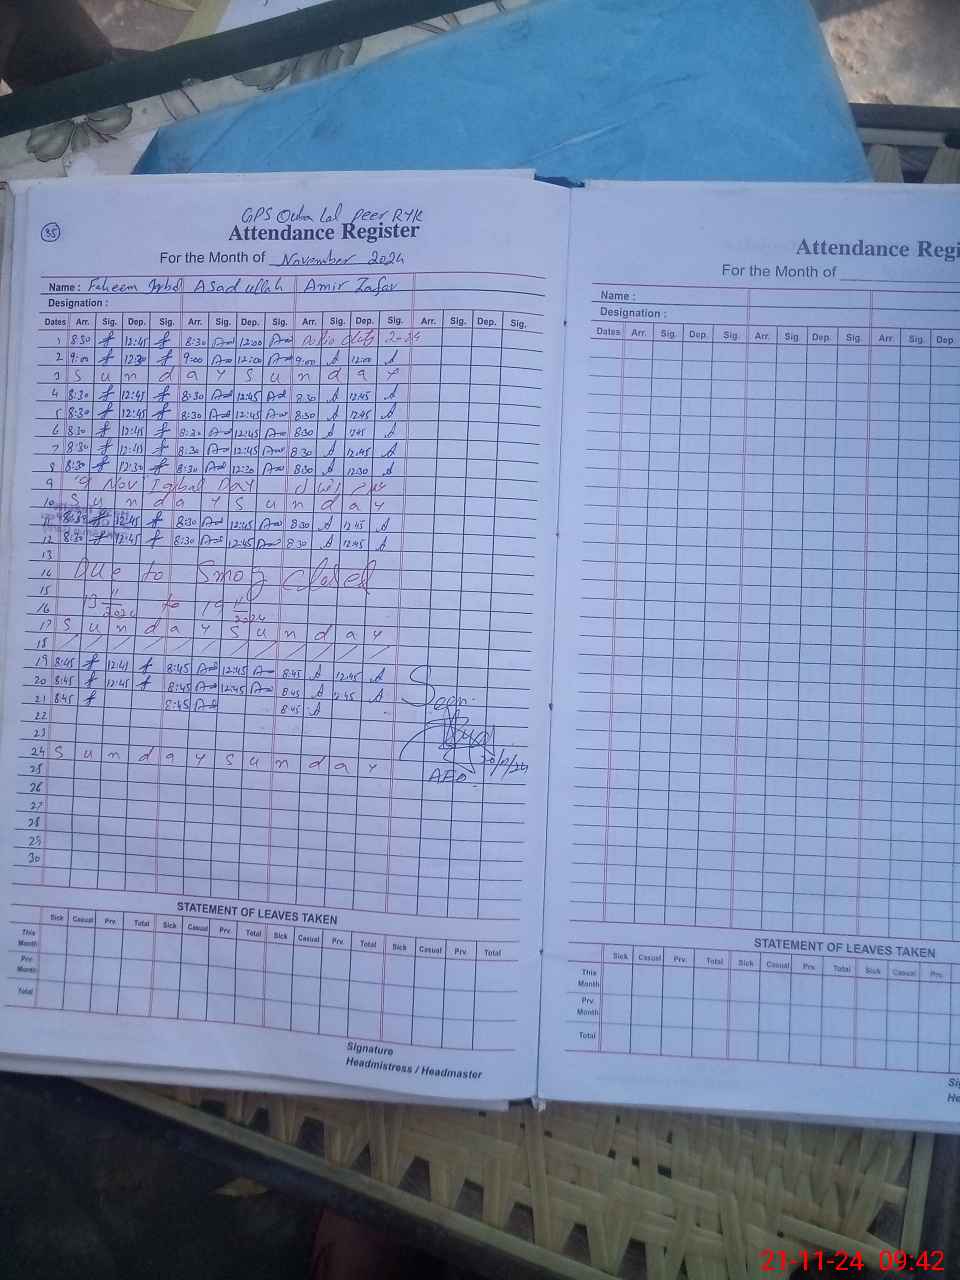 35
GPS Lal Peer RYK
Attendance Register
For the Month of November 2024
Name : Faheem Asadullah Amir Zafar
Designation :
Dates Arr. Sig. Dep. Sig. Arr. Sig. Dep. Sig. Arr. Sig. Dep. Sig. Arr. Sig. Dep. Sig.
1 8:30 12:45 8:30 12:00 Polio 2-24
2 9:00 12:30 9:00 12:00 9:00 A 12:00 A
3 S u n d a y S u n d a y
4 8:30 12:45 8:30 12:45 8:30 A 12:45 A
5 8:30 12:45 8:30 12:45 8:30 A 12:45 A
6 8:30 12:45 8:30 12:45 8:30 A 12:45 A
7 8:30 12:45 8:30 12:45 8:30 A 12:45 A
8 8:30 12:30 8:30 12:30 8:30 A 12:30 A
9 9 Nov Iqbal Day
10 S u n d a y S u n d a y
11 8:30 12:45 8:30 12:45 8:30 A 12:45 A
12 8:30 12:45 8:30 12:45 8:30 A 12:45 A
13
14 Due to Smog closed
15
16 13 11 2024 to 19 11 2024
17 S u n d a y S u n d a y
18
19 8:45 12:45 8:45 12:45 8:45 A 12:45 A
20 8:45 12:45 8:45 12:45 8:45 A 12:45 A
21 8:45 8:45 8:45 A
Seen
22
23
24 S u n d a y S u n d a y
20/11/24
AEO
25
26
27
28
29
30
STATEMENT OF LEAVES TAKEN
Sick Casual Prv. Total Sick Casual Prv. Total Sick Casual Prv. Total Sick Casual Prv. Total
This Month
Prv. Month
Total
Signature
Headmistress / Headmaster
Attendance Regi
For the Month of
Name :
Designation :
Dates Arr. Sig. Dep. Sig. Arr. Sig. Dep. Sig. Arr. Sig. Dep
STATEMENT OF LEAVES TAKEN
Sick Casual Prv. Total Sick Casual Prv. Total Sick Casual Prv.
This Month
Prv. Month
Total
Sig
He
21-11-24 09:42